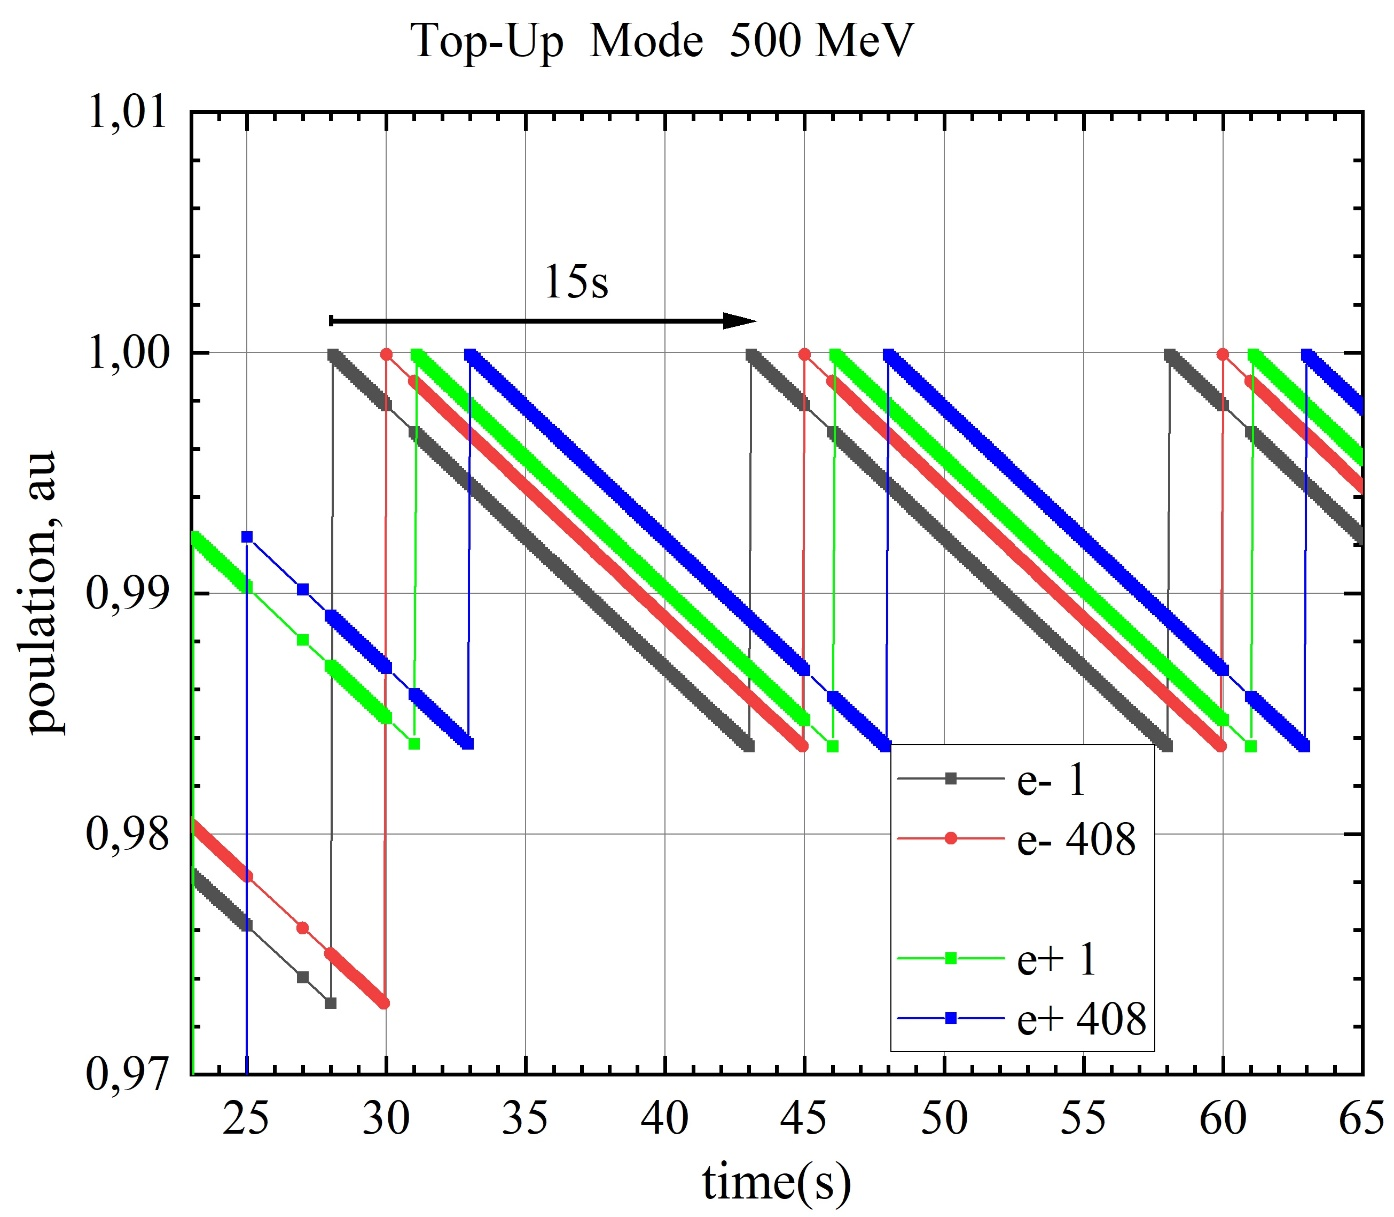 Top-Up Mode 500 MeV
1,01
1,00
0,99
0,98
0,97
poulation, au
15s
e- 1
e- 408
e+ 1
e+ 408
25 30 35 40 45 50 55 60 65
time(s)